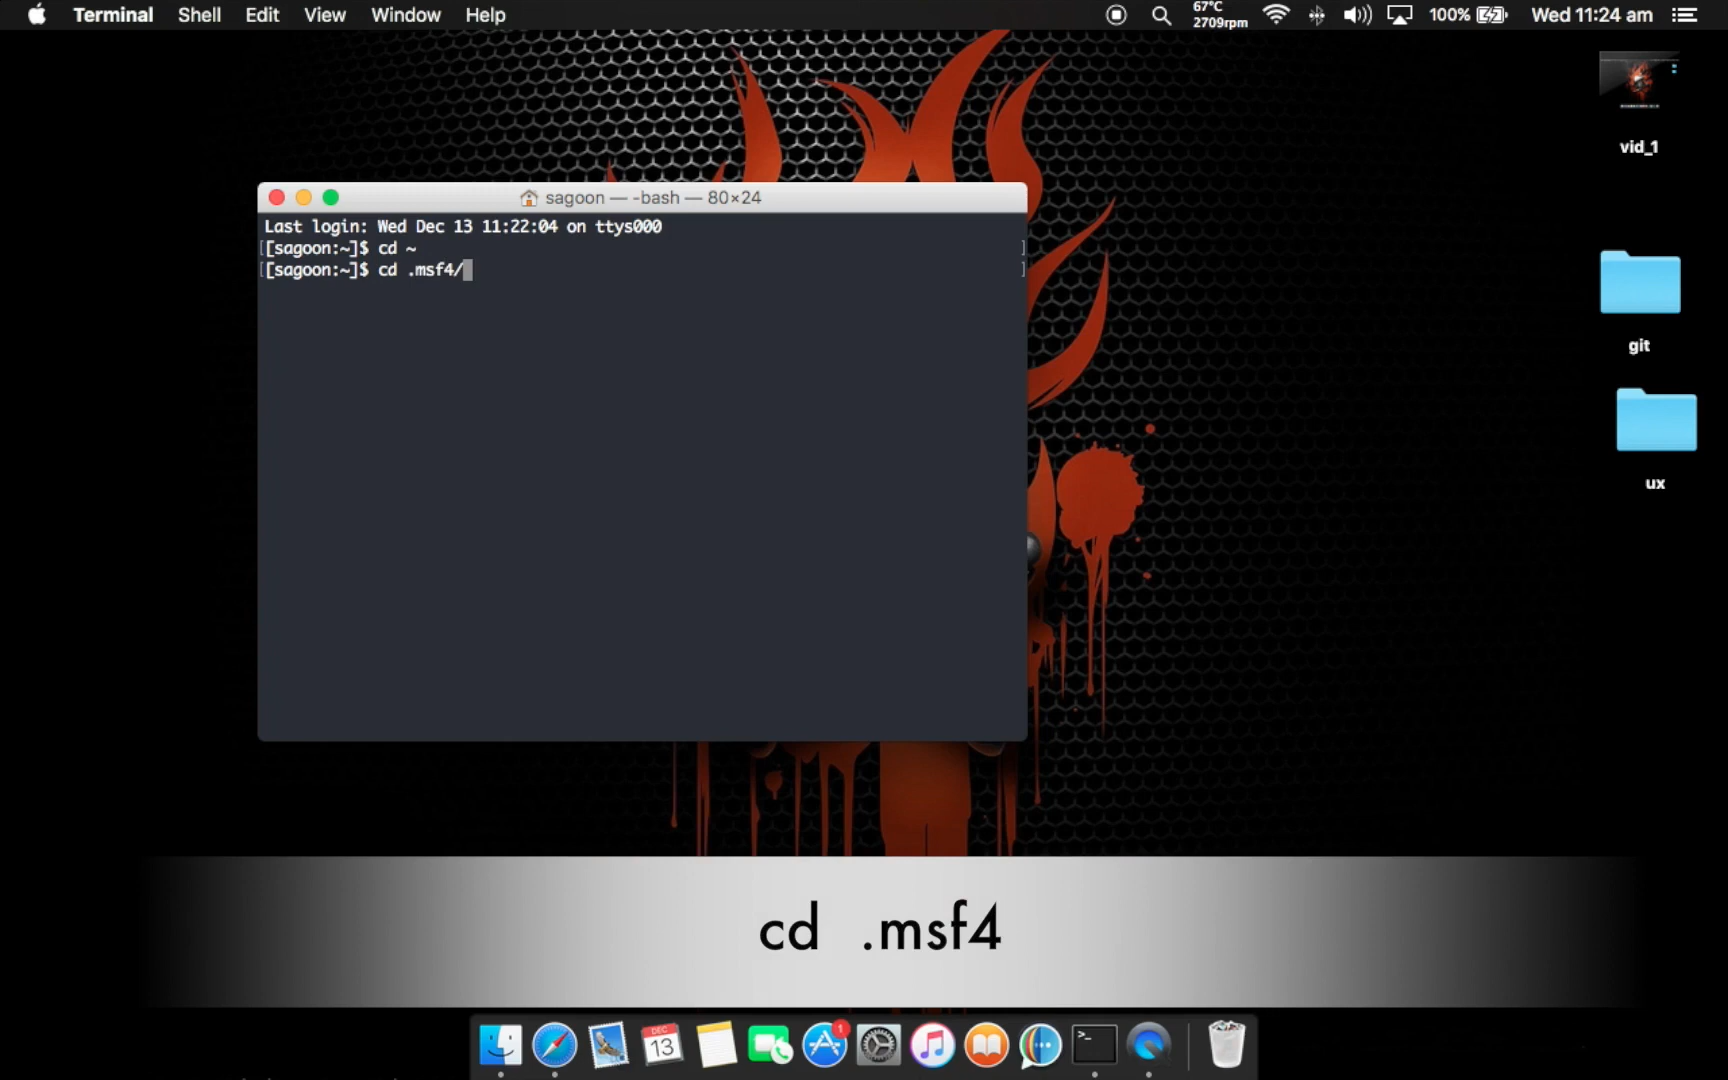 Terminal Shell Edit View Window Help
67°C
2709rpm
100%
Wed 11:24 am
vid_1
git
ux
sagoon — -bash — 80×24
Last login: Wed Dec 13 11:22:04 on ttys000
[[sagoon:~]$ cd ~ ]
[[sagoon:~]$ cd .msf4/ ]
cd .msf4
DEC
13
1
>_